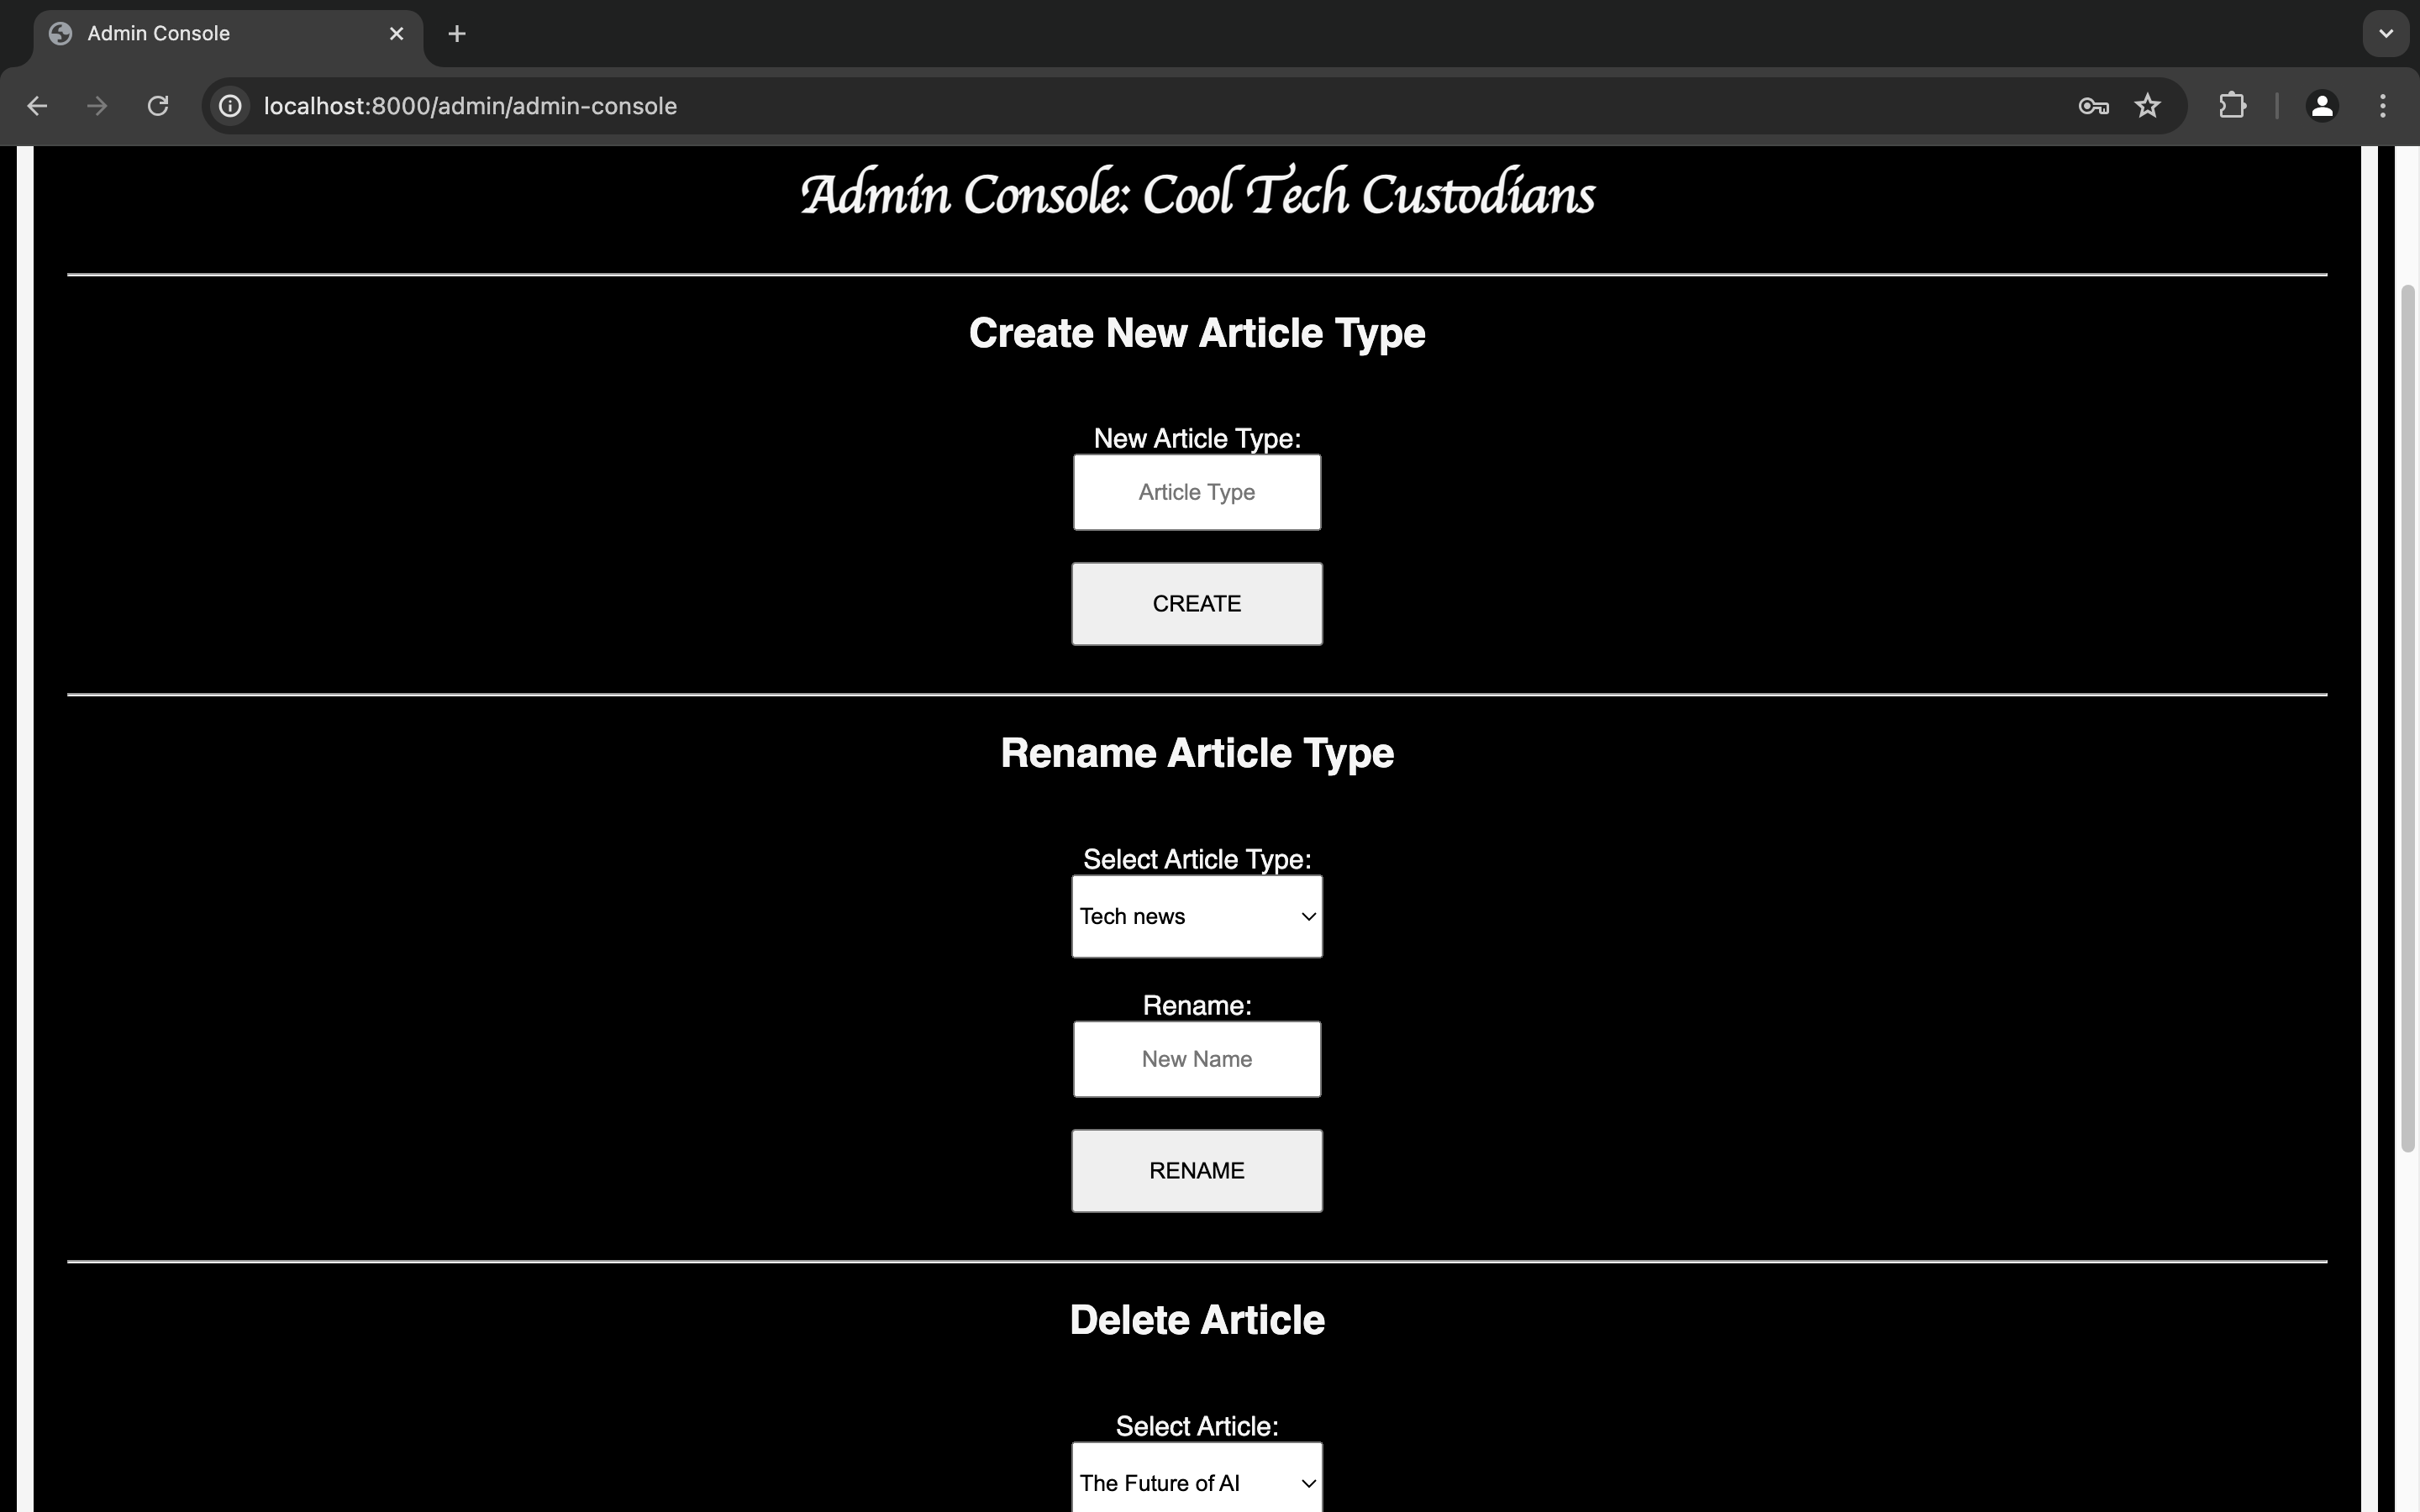 Admin Console
localhost:8000/admin/admin-console
Admin Console: Cool Tech Custodians
Create New Article Type
New Article Type:
Article Type
CREATE
Rename Article Type
Select Article Type:
Tech news
Rename:
New Name
RENAME
Delete Article
Select Article:
The Future of AI